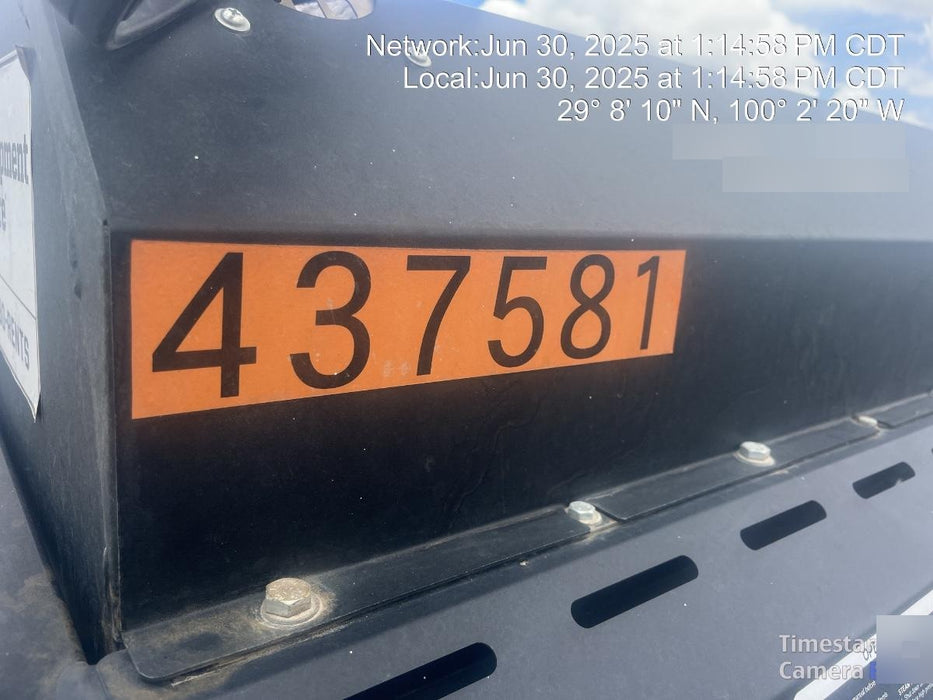 Network:Jun 30, 2025 at 1:14:58 PM CDT
Local:Jun 30, 2025 at 1:14:58 PM CDT
29° 8' 10" N, 100° 2' 20" W
437581
Camera